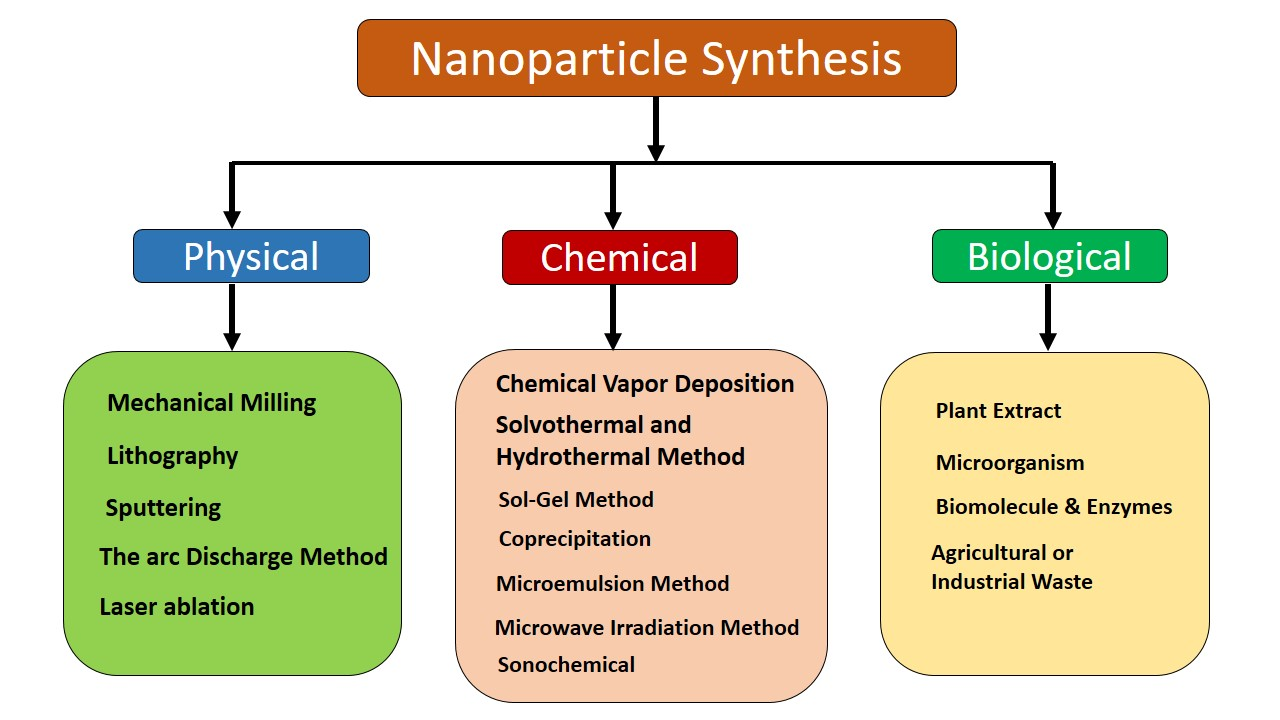 Nanoparticle Synthesis
Physical
Chemical
Biological
Mechanical Milling
Lithography
Sputtering
The arc Discharge Method
Laser ablation
Chemical Vapor Deposition
Solvothermal and
Hydrothermal Method
Sol-Gel Method
Coprecipitation
Microemulsion Method
Microwave Irradiation Method
Sonochemical
Plant Extract
Microorganism
Biomolecule & Enzymes
Agricultural or
Industrial Waste